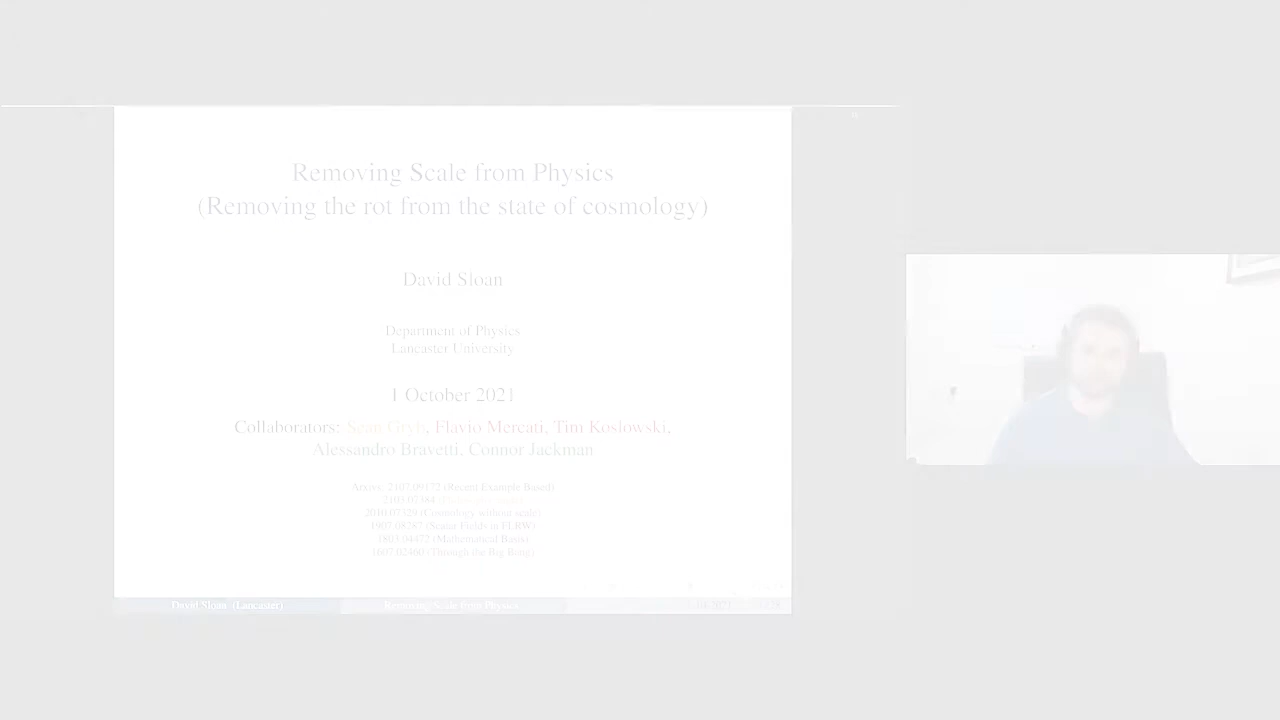 Removing Scale from Physics
(Removing the rot from the state of cosmology)
David Sloan
Department of Physics
Lancaster University
1 October 2021
Collaborators: Sean Gryb, Flavio Mercati, Tim Koslowski,
Alessandro Bravetti, Connor Jackman
Arxivs: 2107.09172 (Recent Example Based)
2103.07384
2010.07329 (Cosmology without scale)
1907.08287 (Scalar Fields in FLRW)
1803.04472 (Mathematical Basis)
1607.02460 (Through the Big Bang)
David Sloan (Lancaster) Removing Scale from Physics